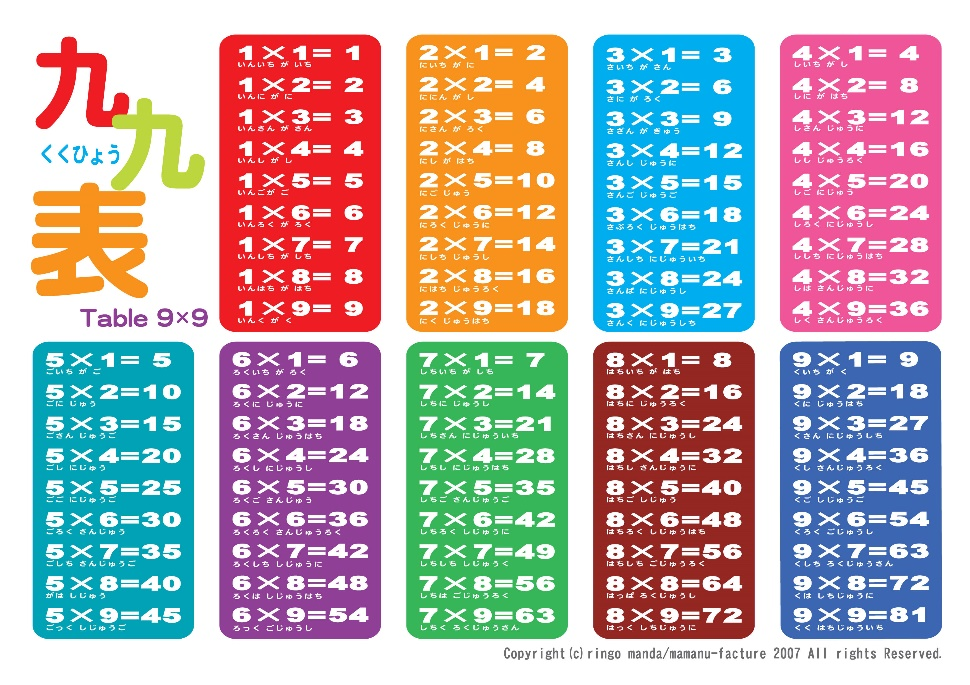 九九
くくひょう
表
Table 9×9
1×1= 1
いんいち が いち
1×2= 2
いんに が に
1×3= 3
いんさん が さん
1×4= 4
いんし が し
1×5= 5
いんごが ご
1×6= 6
いんろく が ろく
1×7= 7
いんしち が しち
1×8= 8
いんはち が はち
1×9= 9
いんく が く
2×1= 2
にいち が に
2×2= 4
ににん が し
2×3= 6
にさん が ろく
2×4= 8
にし が はち
2×5=10
にご じゅう
2×6=12
にろく じゅうに
2×7=14
にしち じゅうし
2×8=16
にはち じゅうろく
2×9=18
にく じゅうはち
3×1= 3
さいち が さん
3×2= 6
さに が ろく
3×3= 9
さざん が きゅう
3×4=12
さんし じゅうに
3×5=15
さんご じゅうご
3×6=18
さぶろく じゅうはち
3×7=21
さんしち にじゅういち
3×8=24
さんぱ にじゅうし
3×9=27
さんく にじゅうしち
4×1= 4
しいち が し
4×2= 8
しに が はち
4×3=12
しさん じゅうに
4×4=16
しし じゅうろく
4×5=20
しご にじゅう
4×6=24
しろく にじゅうし
4×7=28
ししち にじゅうはち
4×8=32
しは さんじゅうに
4×9=36
しく さんじゅうろく
5×1= 5
ごいち が ご
5×2=10
ごに じゅう
5×3=15
ごさん じゅうご
5×4=20
ごし にじゅう
5×5=25
ごご にじゅうご
5×6=30
ごろく さんじゅう
5×7=35
ごしち さんじゅうご
5×8=40
がは しじゅう
5×9=45
ごっく しじゅうご
6×1= 6
ろくいち が ろく
6×2=12
ろくに じゅうに
6×3=18
ろくさん じゅうはち
6×4=24
ろくし にじゅうし
6×5=30
ろくご さんじゅう
6×6=36
ろくろく さんじゅうろく
6×7=42
ろくしち しじゅうに
6×8=48
ろくは しじゅうはち
6×9=54
ろっく ごじゅうし
7×1= 7
しちいち が しち
7×2=14
しちに じゅうし
7×3=21
しちさん にじゅういち
7×4=28
しちし にじゅうはち
7×5=35
しちご さんじゅうご
7×6=42
しちろく しじゅうに
7×7=49
しちしち しじゅうく
7×8=56
しちは ごじゅうろく
7×9=63
しちく ろくじゅうさん
8×1= 8
はちいち が はち
8×2=16
はちに じゅうろく
8×3=24
はちさん にじゅうし
8×4=32
はちし さんじゅうに
8×5=40
はちご しじゅう
8×6=48
はちろく しじゅうはち
8×7=56
はちしち ごじゅうろく
8×8=64
はっぱ ろくじゅうし
8×9=72
はっく しちじゅうに
9×1= 9
くいち が く
9×2=18
くに じゅうはち
9×3=27
くさん にじゅうしち
9×4=36
くし さんじゅうろく
9×5=45
くご しじゅうご
9×6=54
くろく ごじゅうし
9×7=63
くしち ろくじゅうさん
9×8=72
くは しちじゅうに
9×9=81
くく はちじゅういち
Copyright(c)ringo manda/mamanu-facture 2007 All rights Reserved.